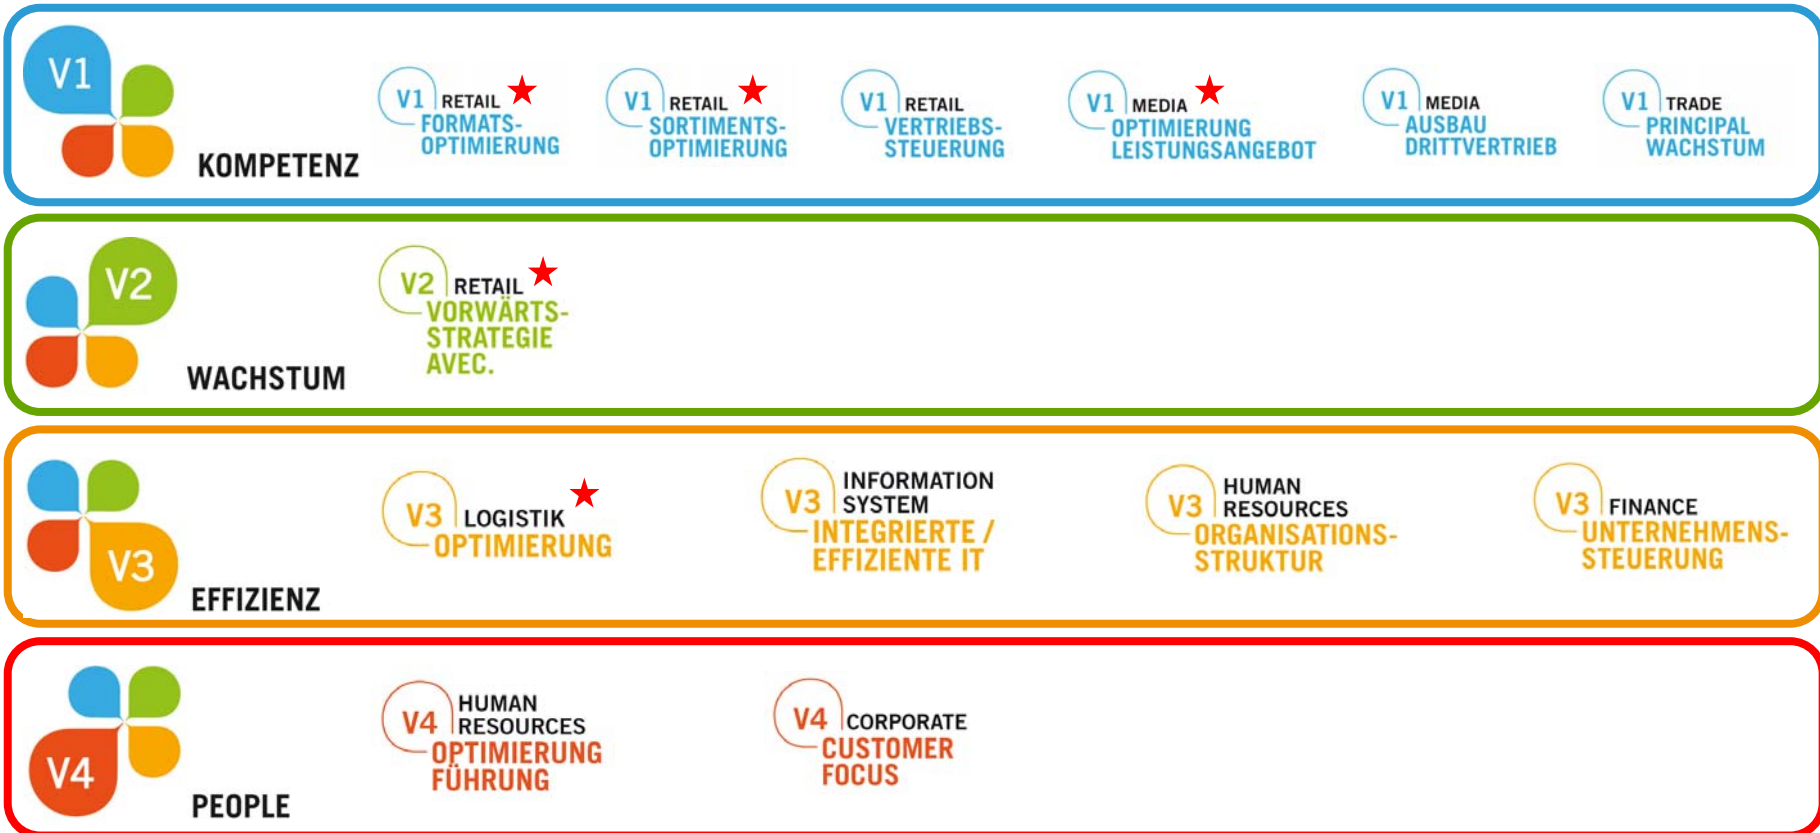 V1
KOMPETENZ
V1 RETAIL
FORMATS-
OPTIMIERUNG
V1 RETAIL
SORTIMENTS-
OPTIMIERUNG
V1 RETAIL
VERTRIEBS-
STEUERUNG
V1 MEDIA
OPTIMIERUNG
LEISTUNGSANGEBOT
V1 MEDIA
AUSBAU
DRITTVERTRIEB
V1 TRADE
PRINCIPAL
WACHSTUM
V2
WACHSTUM
V2 RETAIL
VORWÄRTS-
STRATEGIE
AVEC.
V3
EFFIZIENZ
V3 LOGISTIK
OPTIMIERUNG
V3 INFORMATION
SYSTEM
INTEGRIERTE /
EFFIZIENTE IT
V3 HUMAN
RESOURCES
ORGANISATIONS-
STRUKTUR
V3 FINANCE
UNTERNEHMENS-
STEUERUNG
V4
PEOPLE
V4 HUMAN
RESOURCES
OPTIMIERUNG
FÜHRUNG
V4 CORPORATE
CUSTOMER
FOCUS